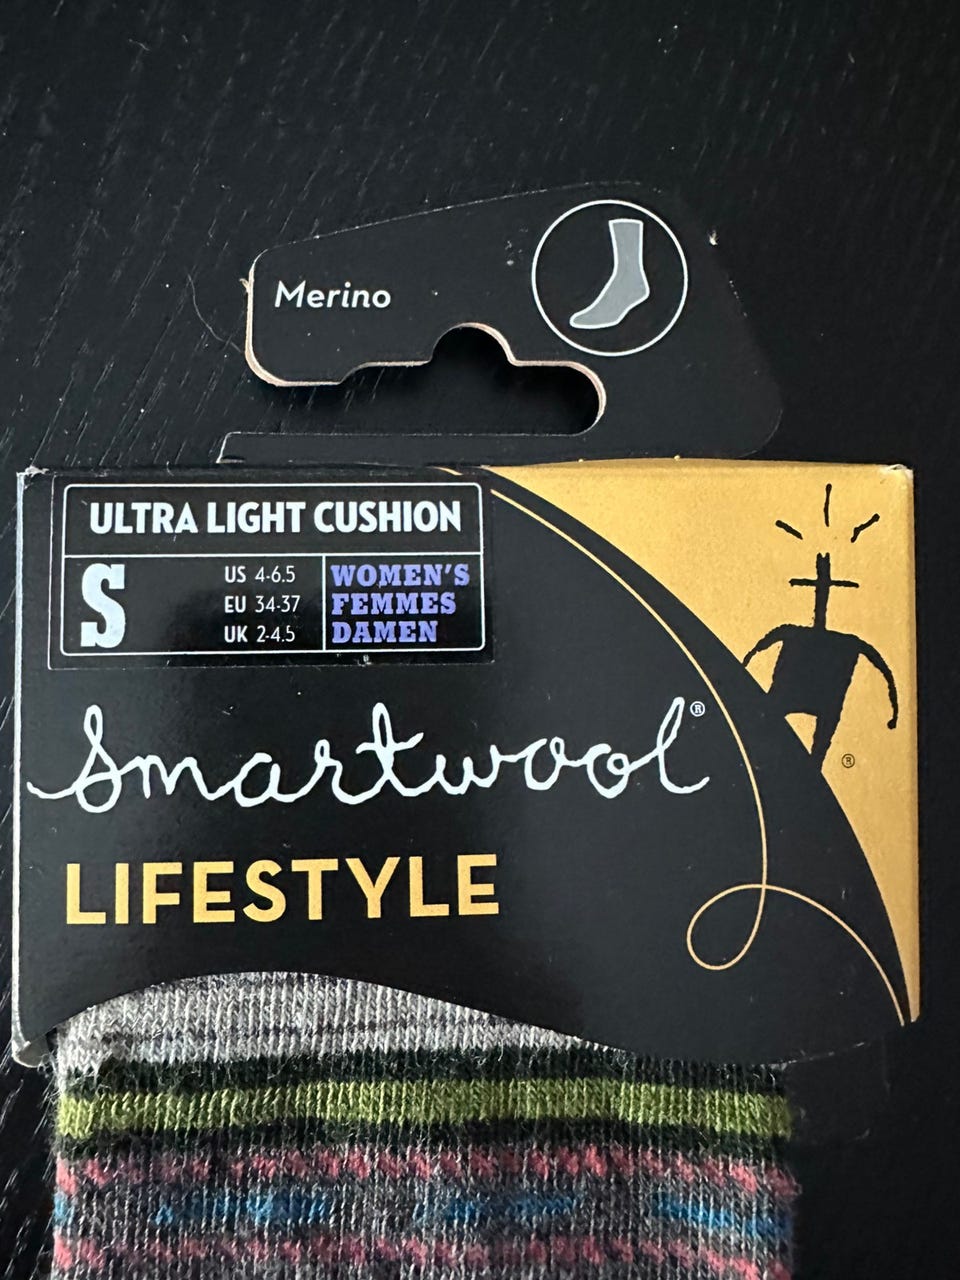 Merino
ULTRA LIGHT CUSHION
S
US 4-6.5
EU 34-37
UK 2-4.5
WOMEN'S
FEMMES
DAMEN
Smartwool®
®
LIFESTYLE